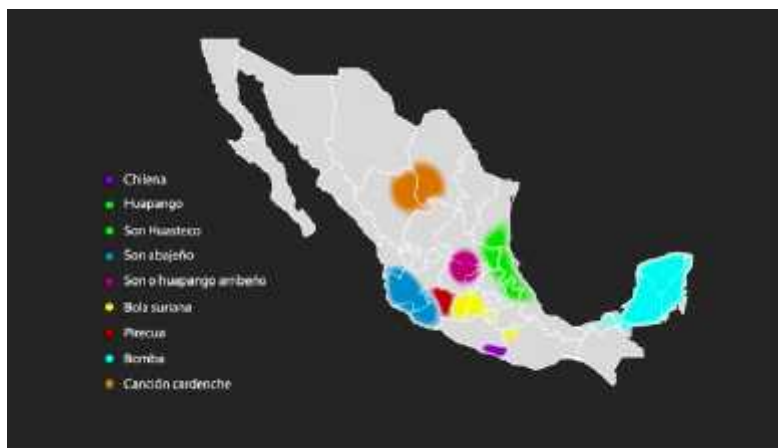 Chilena
Huapango
Son Huasteco
Son abajeño
Son o huapango arribeño
Bola suriana
Pirecua
Bomba
Canción cardenche